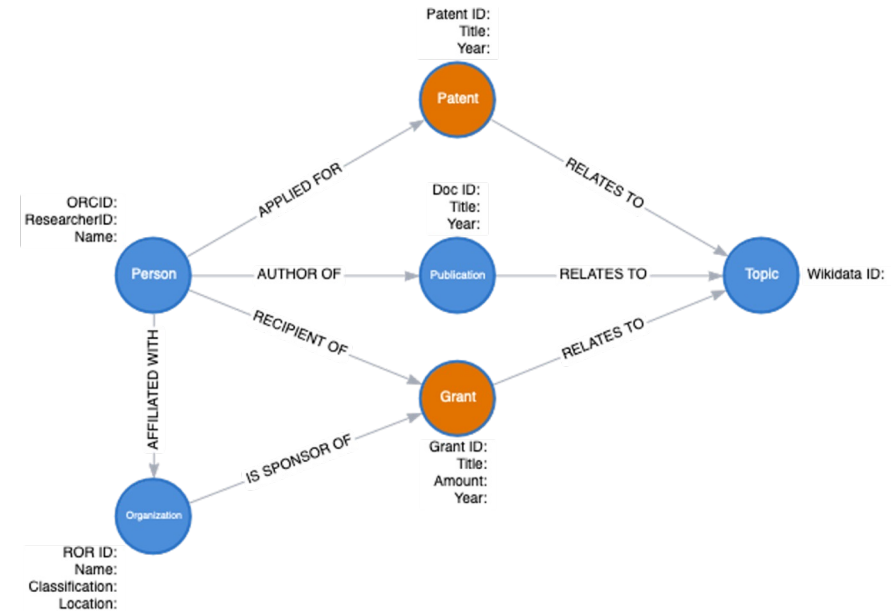 Patent ID:
Title:
Year:
Patent
APPLIED FOR
RELATES TO
ORCID:
ResearcherID:
Name:
Person
AUTHOR OF
Doc ID:
Title:
Year:
Publication
RELATES TO
Topic
Wikidata ID:
RECIPIENT OF
RELATES TO
AFFILIATED WITH
Grant
IS SPONSOR OF
Grant ID:
Title:
Amount:
Year:
Organization
ROR ID:
Name:
Classification:
Location: